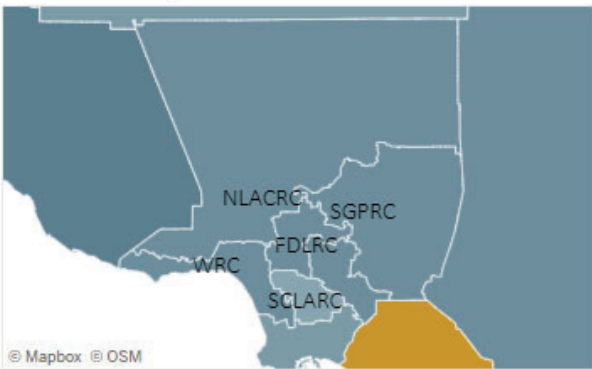 NLACRC
SGPRC
FDLRC
WRC
SCLARC
© Mapbox © OSM